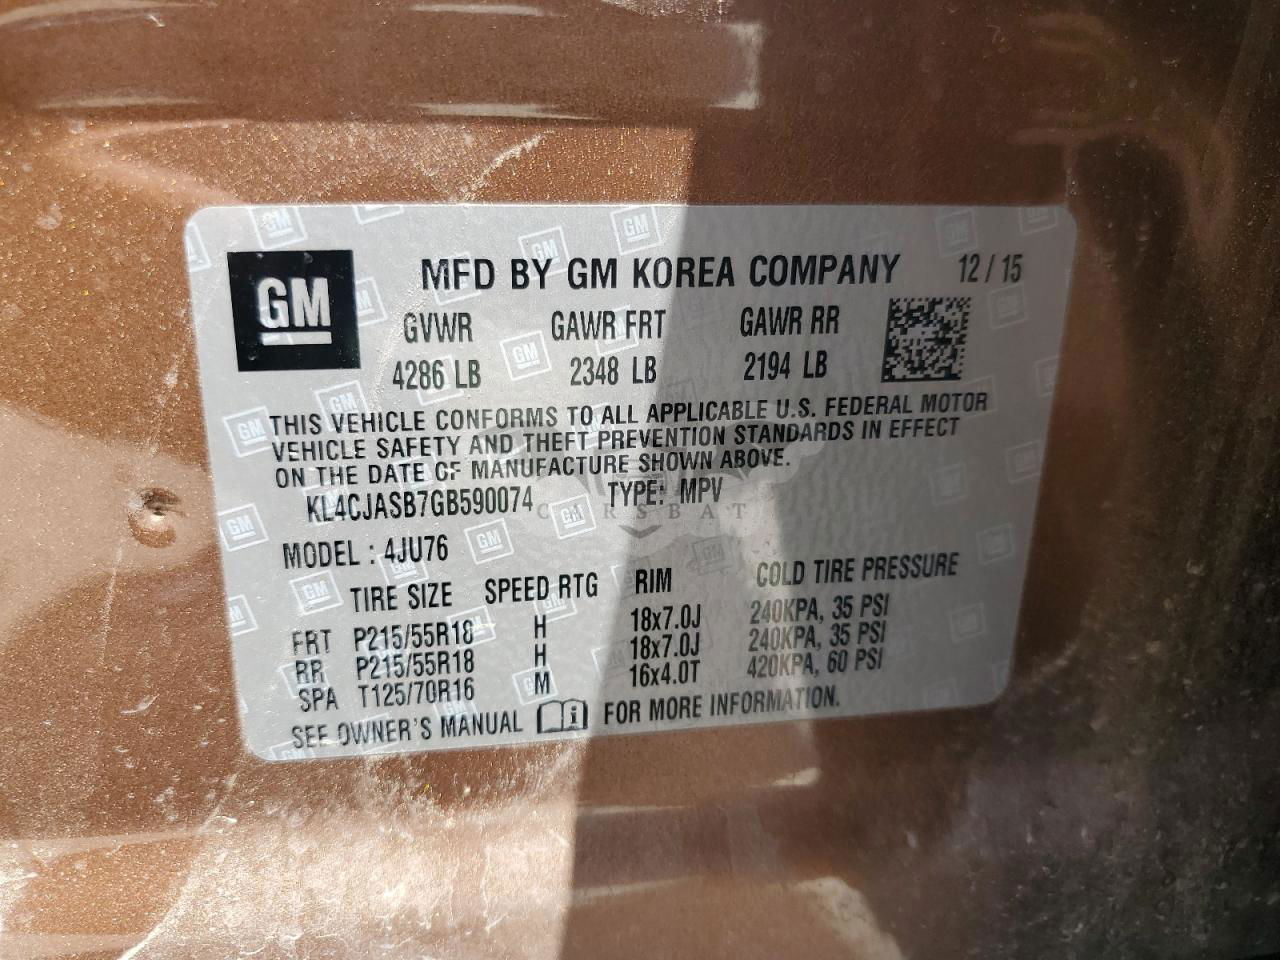 GM
MFD BY GM KOREA COMPANY 12/15
GVWR GAWR FRT GAWR RR
4286 LB 2348 LB 2194 LB
THIS VEHICLE CONFORMS TO ALL APPLICABLE U.S. FEDERAL MOTOR
VEHICLE SAFETY AND THEFT PREVENTION STANDARDS IN EFFECT
ON THE DATE OF MANUFACTURE SHOWN ABOVE.
KL4CJASB7GB590074 TYPE: MPV
CARSBAT
MODEL : 4JU76
TIRE SIZE SPEED RTG RIM COLD TIRE PRESSURE
FRT P215/55R18 H 18x7.0J 240KPA, 35 PSI
RR P215/55R18 H 18x7.0J 240KPA, 35 PSI
SPA T125/70R16 M 16x4.0T 420KPA, 60 PSI
SEE OWNER'S MANUAL i FOR MORE INFORMATION.